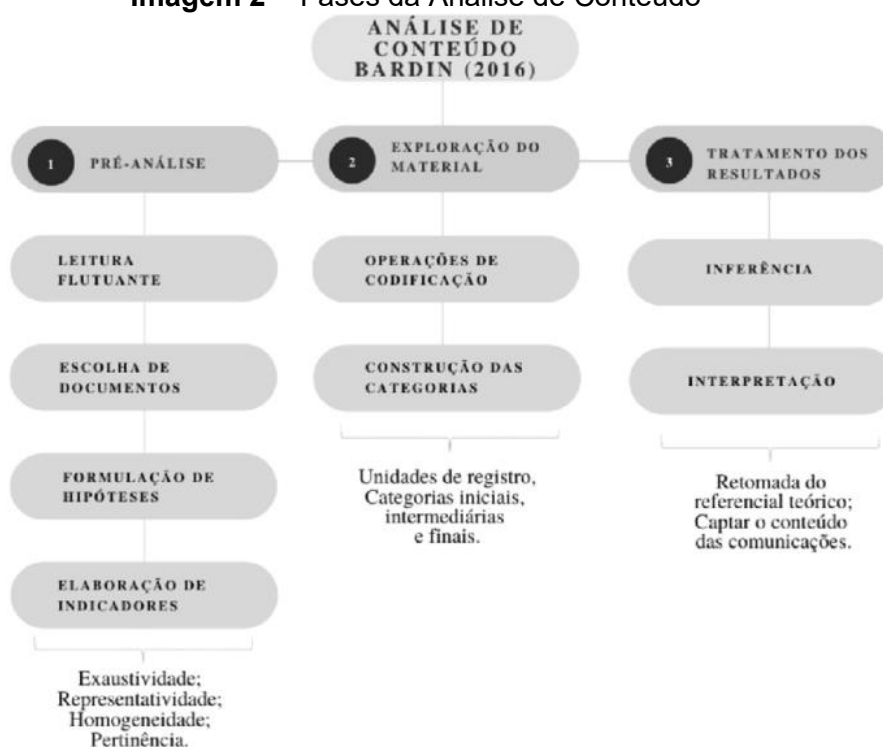 Imagem 2 – Fases da Análise de Conteúdo
ANÁLISE DE
CONTEÚDO
BARDIN (2016)
1
PRÉ-ANÁLISE
2
EXPLORAÇÃO DO
MATERIAL
3
TRATAMENTO DOS
RESULTADOS
LEITURA
FLUTUANTE
ESCOLHA DE
DOCUMENTOS
FORMULAÇÃO DE
HIPÓTESES
ELABORAÇÃO DE
INDICADORES
Exaustividade;
Representatividade;
Homogeneidade;
Pertinência.
OPERAÇÕES DE
CODIFICAÇÃO
CONSTRUÇÃO DAS
CATEGORIAS
Unidades de registro,
Categorias iniciais,
intermediárias
e finais.
INFERÊNCIA
INTERPRETAÇÃO
Retomada do
referencial teórico;
Captar o conteúdo
das comunicações.